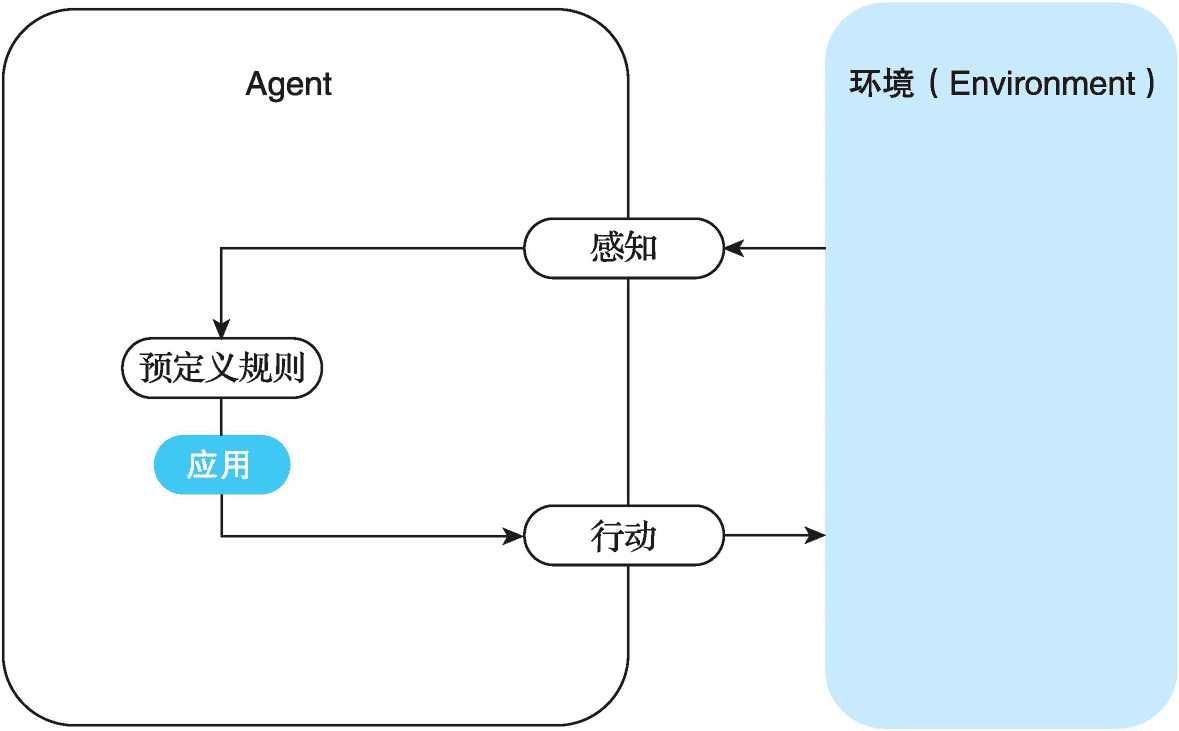 Agent
环境（Environment）
感知
预定义规则
应用
行动